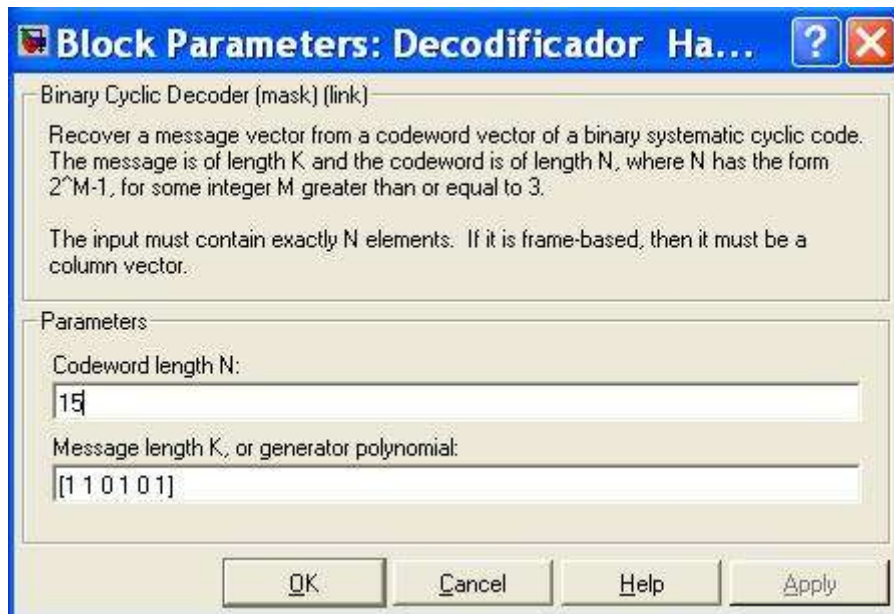 Block Parameters: Decodificador Ha...
Binary Cyclic Decoder (mask) (link)
Recover a message vector from a codeword vector of a binary systematic cyclic code.
The message is of length K and the codeword is of length N, where N has the form
2^M-1, for some integer M greater than or equal to 3.
The input must contain exactly N elements. If it is frame-based, then it must be a
column vector.
Parameters
Codeword length N:
15
Message length K, or generator polynomial:
[1 1 0 1 0 1]
OK Cancel Help Apply